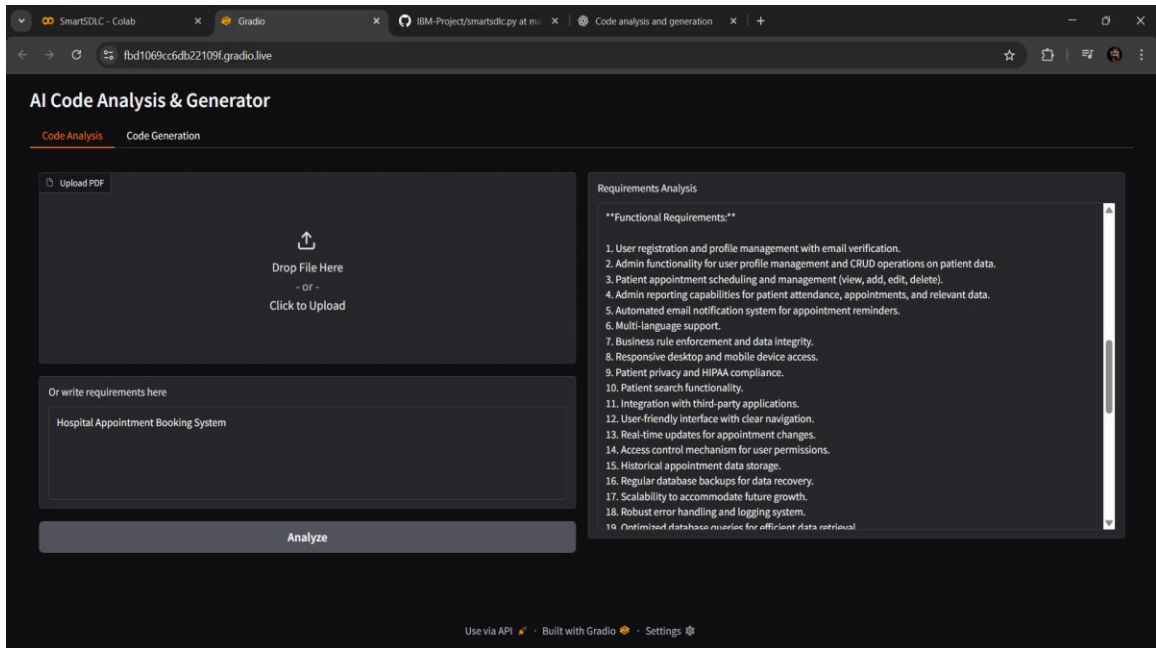 SmartSDLC - Colab
Gradio
IBM-Project/smartsdlc.py at ma
Code analysis and generation
fbd1069cc6db22109f.gradio.live
AI Code Analysis & Generator
Code Analysis
Code Generation
Upload PDF
Drop File Here
- or -
Click to Upload
Or write requirements here
Hospital Appointment Booking System
Analyze
Requirements Analysis
**Functional Requirements:**
1. User registration and profile management with email verification.
2. Admin functionality for user profile management and CRUD operations on patient data.
3. Patient appointment scheduling and management (view, add, edit, delete).
4. Admin reporting capabilities for patient attendance, appointments, and relevant data.
5. Automated email notification system for appointment reminders.
6. Multi-language support.
7. Business rule enforcement and data integrity.
8. Responsive desktop and mobile device access.
9. Patient privacy and HIPAA compliance.
10. Patient search functionality.
11. Integration with third-party applications.
12. User-friendly interface with clear navigation.
13. Real-time updates for appointment changes.
14. Access control mechanism for user permissions.
15. Historical appointment data storage.
16. Regular database backups for data recovery.
17. Scalability to accommodate future growth.
18. Robust error handling and logging system.
19. Optimized database queries for efficient data retrieval
Use via API · Built with Gradio · Settings